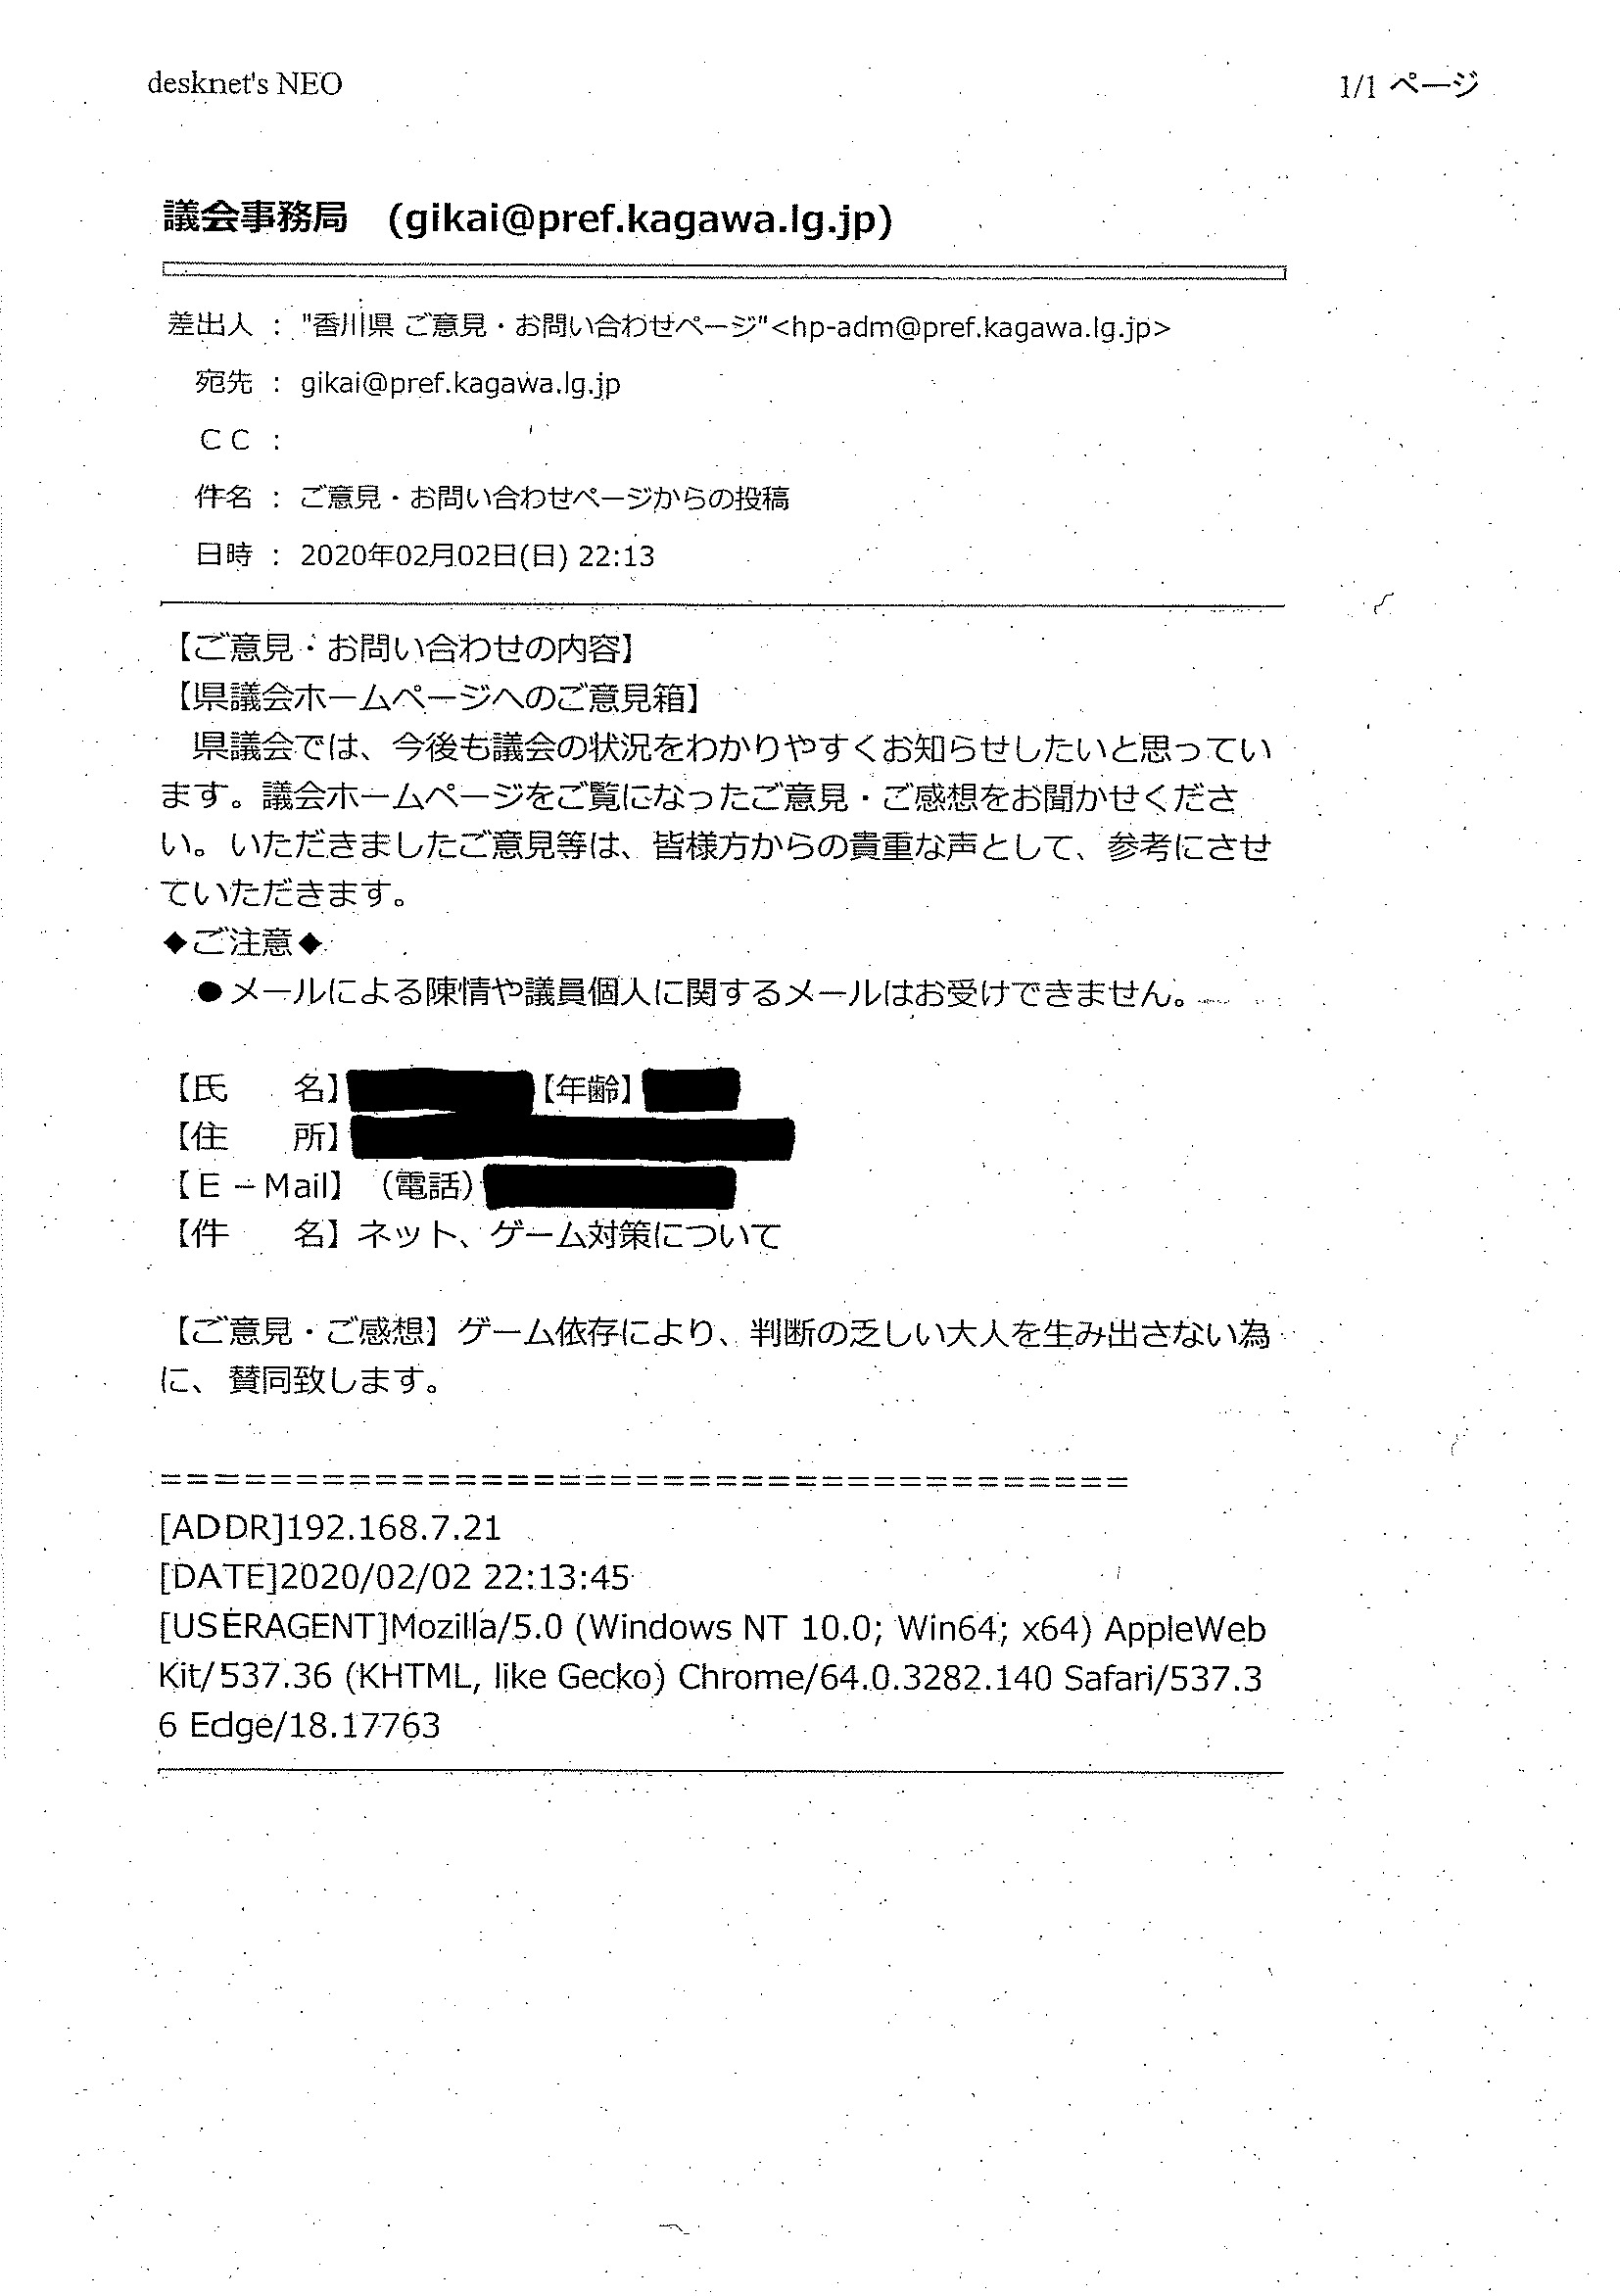 desknet's NEO
1/1 ページ
議会事務局　(gikai@pref.kagawa.lg.jp)
差出人 ： "香川県 ご意見・お問い合わせページ"<hp-adm@pref.kagawa.lg.jp>
宛先 ： gikai@pref.kagawa.lg.jp
ＣＣ ：
件名 ： ご意見・お問い合わせページからの投稿
日時 ： 2020年02月02日(日) 22:13
【ご意見・お問い合わせの内容】
【県議会ホームページへのご意見箱】
　県議会では、今後も議会の状況をわかりやすくお知らせしたいと思ってい
ます。議会ホームページをご覧になったご意見・ご感想をお聞かせくださ
い。いただきましたご意見等は、皆様方からの貴重な声として、参考にさせ
ていただきます。
◆ご注意◆
　●メールによる陳情や議員個人に関するメールはお受けできません。
【氏　　名】【年齢】
【住　　所】
【Ｅ－Mail】（電話）
【件　　名】ネット、ゲーム対策について
【ご意見・ご感想】ゲーム依存により、判断の乏しい大人を生み出さない為
に、賛同致します。
=====================================
[ADDR]192.168.7.21
[DATE]2020/02/02 22:13:45
[USERAGENT]Mozilla/5.0 (Windows NT 10.0; Win64; x64) AppleWeb
Kit/537.36 (KHTML, like Gecko) Chrome/64.0.3282.140 Safari/537.3
6 Edge/18.17763